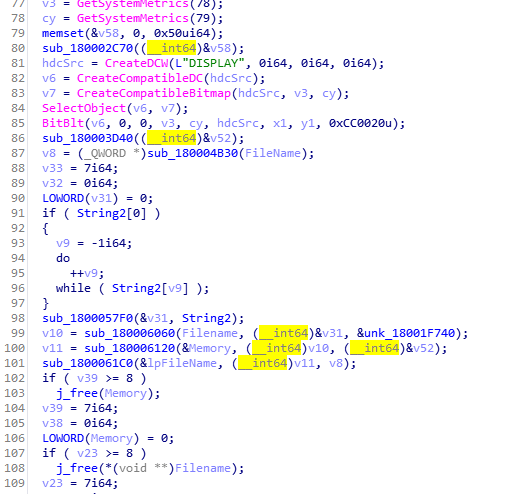 77 v3 = GetSystemMetrics(78);
78 cy = GetSystemMetrics(79);
79 memset(&v58, 0, 0x50ui64);
80 sub_180002C70((__int64)&v58);
81 hdcSrc = CreateDCW(L"DISPLAY", 0i64, 0i64, 0i64);
82 v6 = CreateCompatibleDC(hdcSrc);
83 v7 = CreateCompatibleBitmap(hdcSrc, v3, cy);
84 SelectObject(v6, v7);
85 BitBlt(v6, 0, 0, v3, cy, hdcSrc, x1, y1, 0xCC0020u);
86 sub_180003D40((__int64)&v52);
87 v8 = (_QWORD *)sub_180004B30(FileName);
88 v33 = 7i64;
89 v32 = 0i64;
90 LOWORD(v31) = 0;
91 if ( String2[0] )
92 {
93 v9 = -1i64;
94 do
95 ++v9;
96 while ( String2[v9] );
97 }
98 sub_1800057F0(&v31, String2);
99 v10 = sub_180006060(Filename, (__int64)&v31, &unk_18001F740);
100 v11 = sub_180006120(&Memory, (__int64)v10, (__int64)&v52);
101 sub_1800061C0(&lpFileName, (__int64)v11, v8);
102 if ( v39 >= 8 )
103 j_free(Memory);
104 v39 = 7i64;
105 v38 = 0i64;
106 LOWORD(Memory) = 0;
107 if ( v23 >= 8 )
108 j_free(*(void **)Filename);
109 v23 = 7i64;